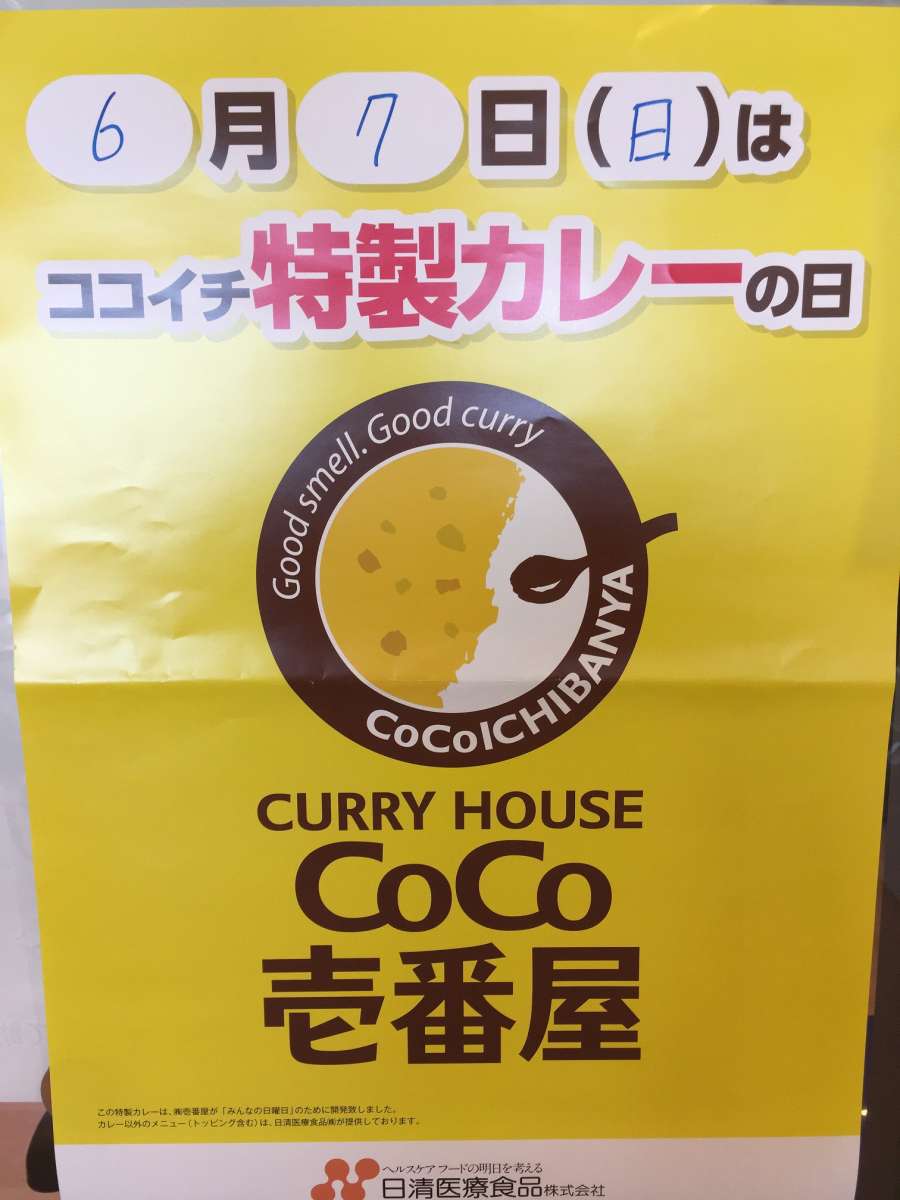 6月7日(日)は
ココイチ特製カレーの日
Good smell. Good curry
CoCoICHIBANYA
CURRY HOUSE
CoCo
壱番屋
この特製カレーは、㈱壱番屋が「みんなの日曜日」のために開発致しました。
カレー以外のメニュー(トッピング含む)は、日清医療食品㈱が提供しております。
ヘルスケアフードの明日を考える
日清医療食品株式会社